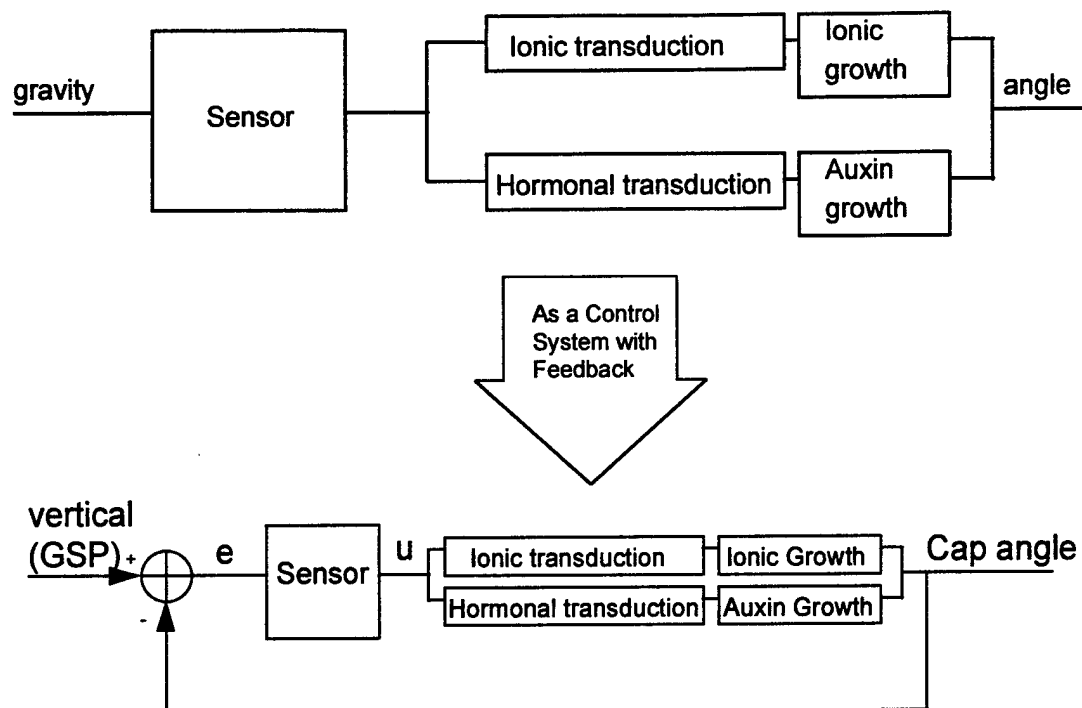 gravity
Sensor
Ionic transduction
Ionic
growth
Hormonal transduction
Auxin
growth
angle
As a Control
System with
Feedback
vertical
(GSP)
+
-
e
Sensor
u
Ionic transduction
Ionic Growth
Hormonal transduction
Auxin Growth
Cap angle